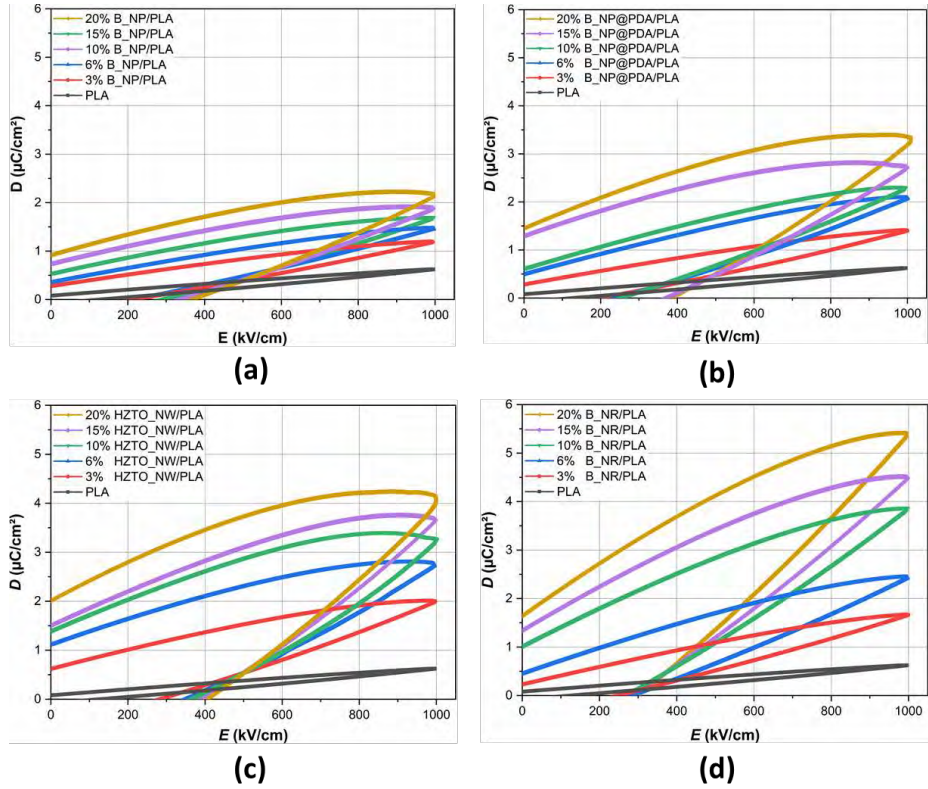 6
5
4
3
2
1
0
D (µC/cm²)
20% B_NP/PLA
15% B_NP/PLA
10% B_NP/PLA
6% B_NP/PLA
3% B_NP/PLA
PLA
0 200 400 600 800 1000
E (kV/cm)
(a)
6
5
4
3
2
1
0
D (µC/cm²)
20% B_NP@PDA/PLA
15% B_NP@PDA/PLA
10% B_NP@PDA/PLA
6% B_NP@PDA/PLA
3% B_NP@PDA/PLA
PLA
0 200 400 600 800 1000
E (kV/cm)
(b)
6
5
4
3
2
1
0
D (µC/cm²)
20% HZTO_NW/PLA
15% HZTO_NW/PLA
10% HZTO_NW/PLA
6% HZTO_NW/PLA
3% HZTO_NW/PLA
PLA
0 200 400 600 800 1000
E (kV/cm)
(c)
6
5
4
3
2
1
0
D (µC/cm²)
20% B_NR/PLA
15% B_NR/PLA
10% B_NR/PLA
6% B_NR/PLA
3% B_NR/PLA
PLA
0 200 400 600 800 1000
E (kV/cm)
(d)